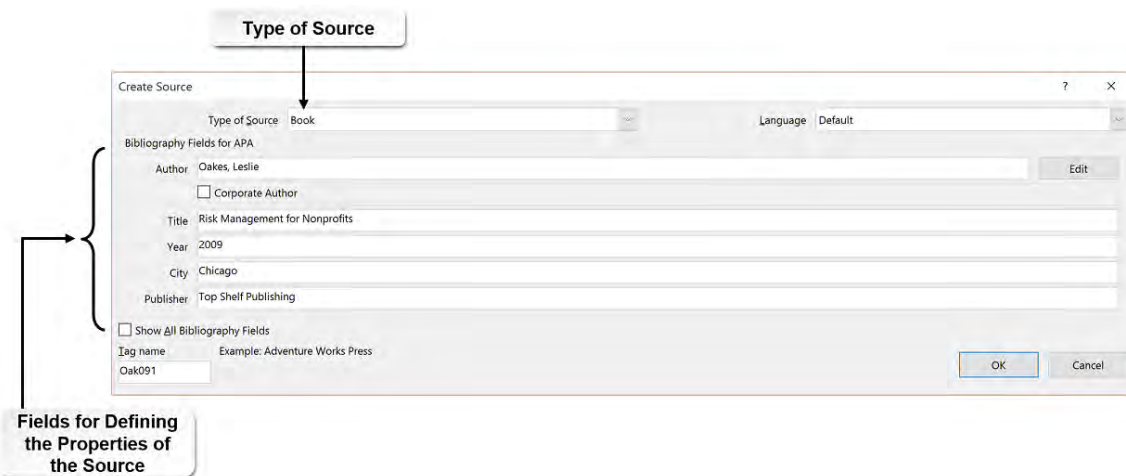 Type of Source
Create Source ? X
Type of Source Book Language Default
Bibliography Fields for APA
Author Oakes, Leslie Edit
Corporate Author
Title Risk Management for Nonprofits
Year 2009
City Chicago
Publisher Top Shelf Publishing
Show All Bibliography Fields
Tag name Example: Adventure Works Press
Oak091
OK Cancel
Fields for Defining
the Properties of
the Source